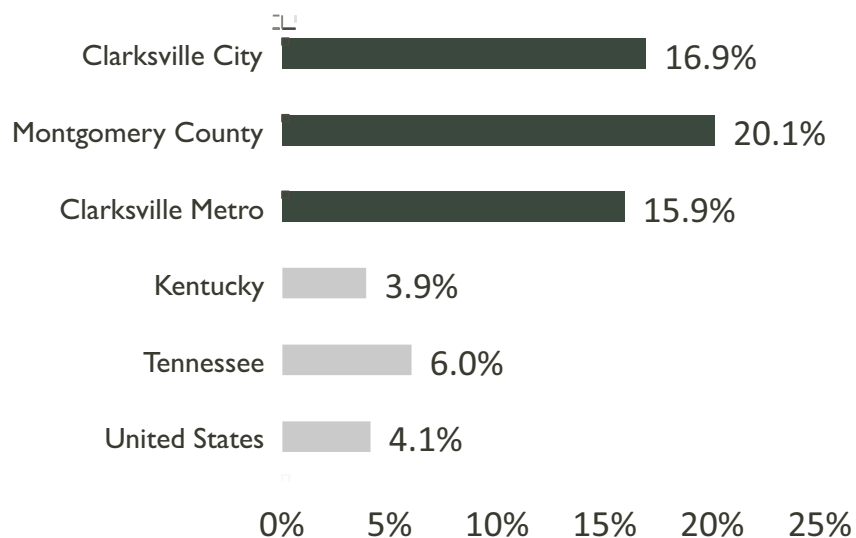 Clarksville City 16.9%
Montgomery County 20.1%
Clarksville Metro 15.9%
Kentucky 3.9%
Tennessee 6.0%
United States 4.1%
0% 5% 10% 15% 20% 25%